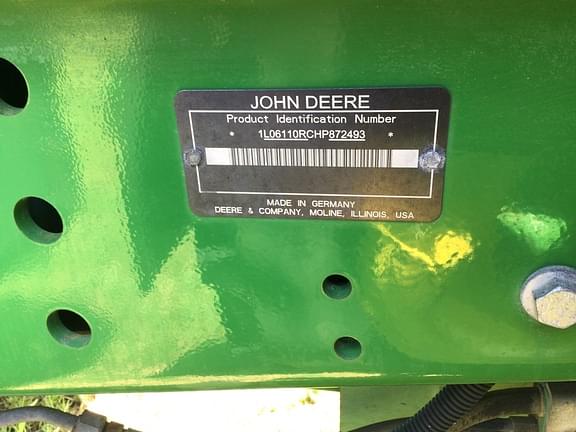 JOHN DEERE
Product Identification Number
* 1L06110RCHP872493 *
MADE IN GERMANY
DEERE & COMPANY, MOLINE, ILLINOIS, USA